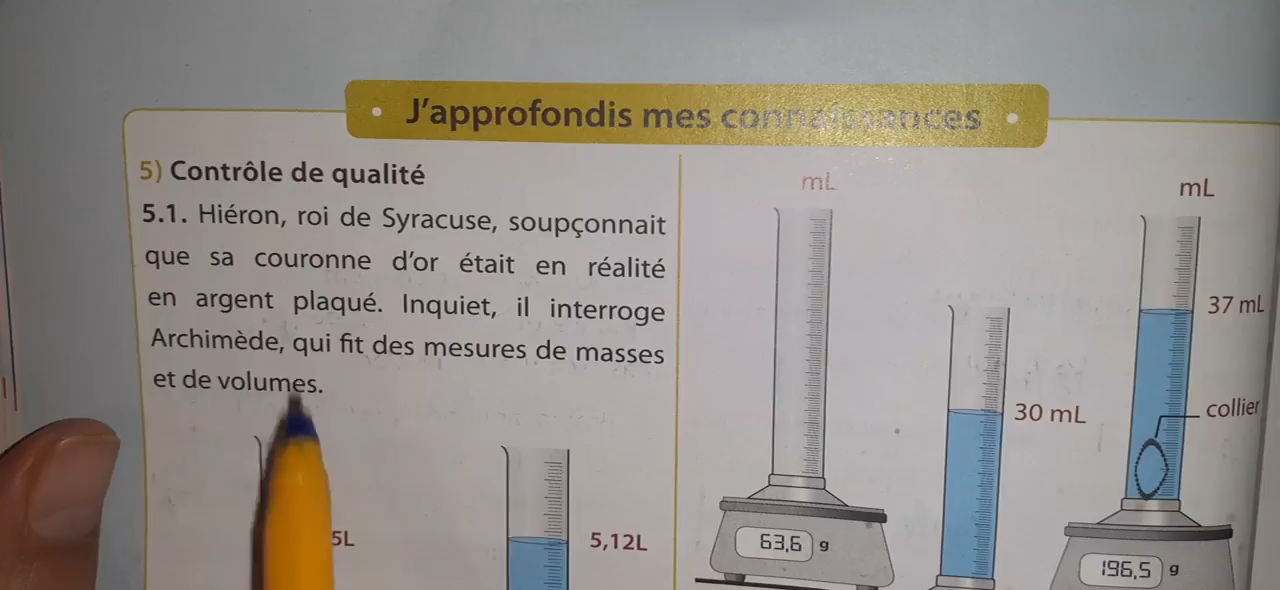 J'approfondis mes connaissances
5) Contrôle de qualité
5.1. Hiéron, roi de Syracuse, soupçonnait
que sa couronne d'or était en réalité
en argent plaqué. Inquiet, il interroge
Archimède, qui fit des mesures de masses
et de volumes.
5L
5,12L
mL
mL
37 mL
30 mL
collier
63,6 g
196,5 g